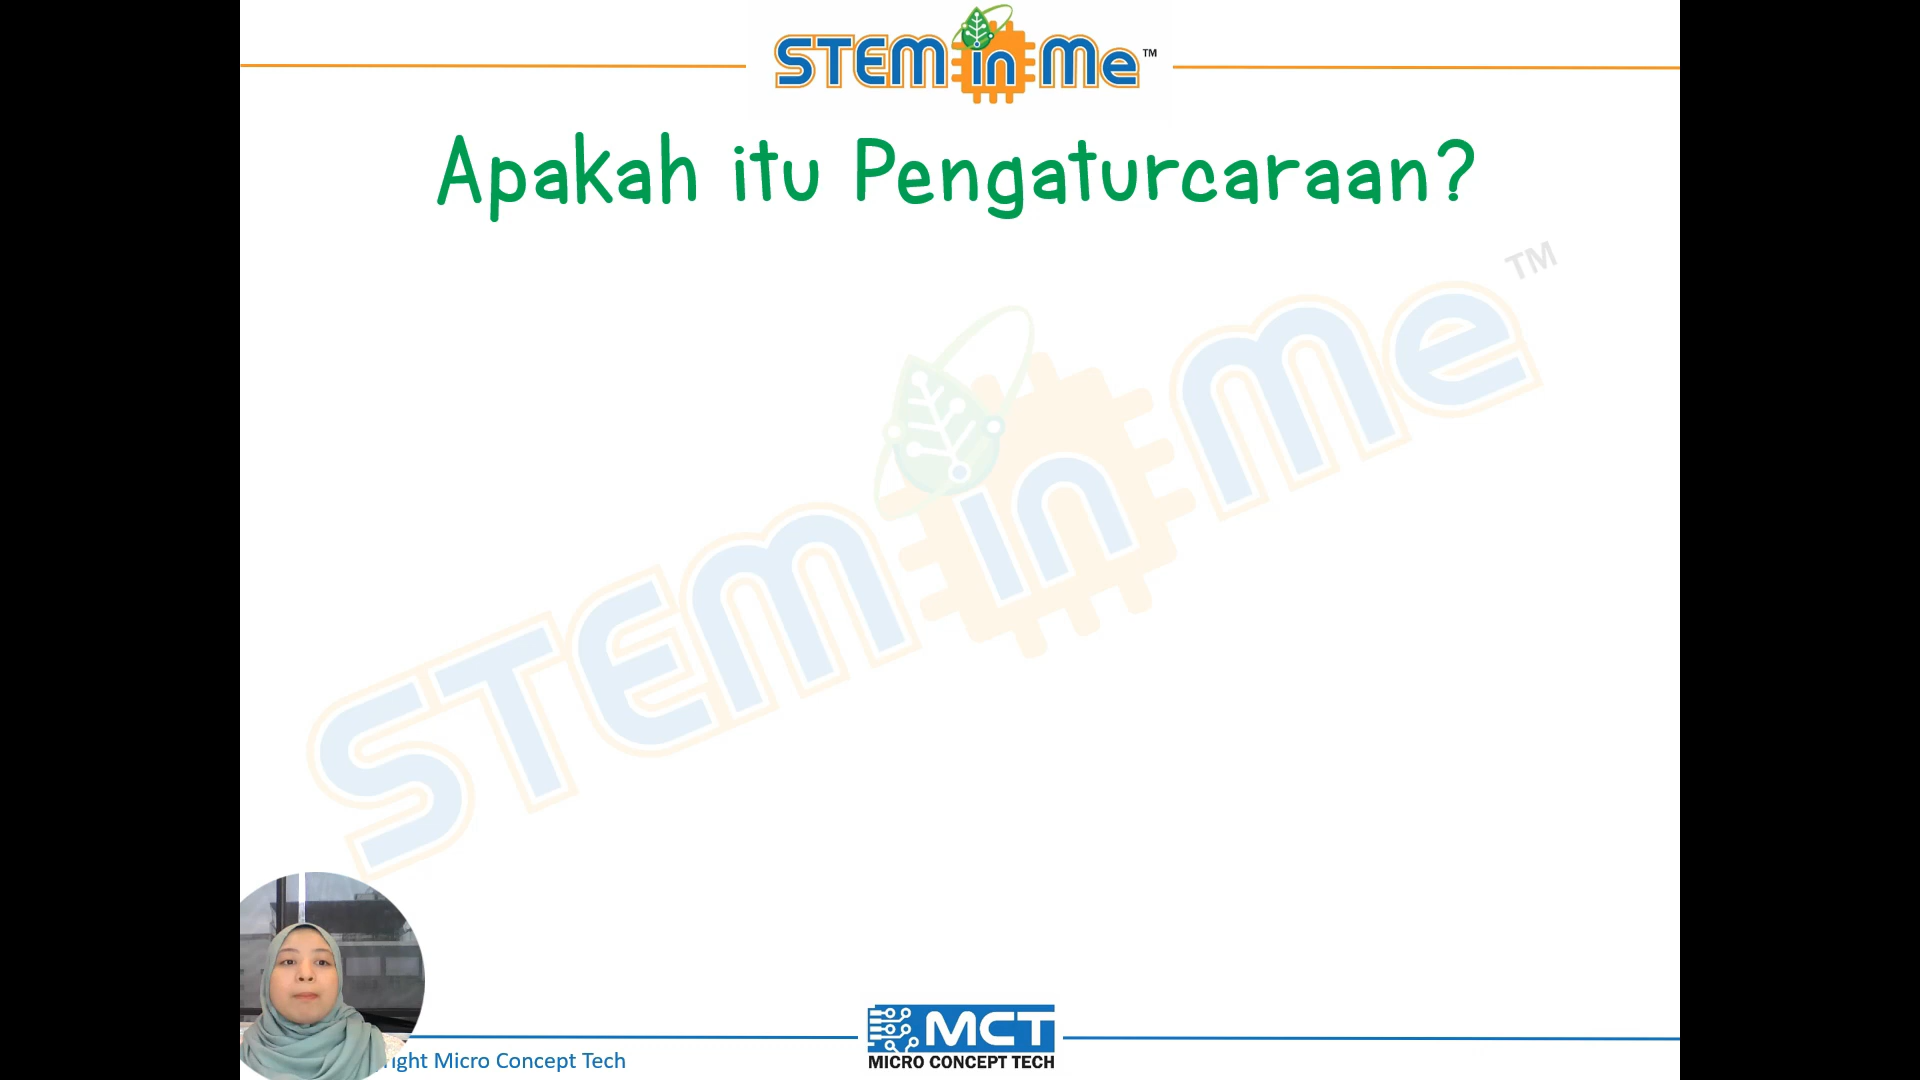 STEM in Me™
Apakah itu Pengaturcaraan?
STEM in Me™
ight Micro Concept Tech
MCT
MICRO CONCEPT TECH